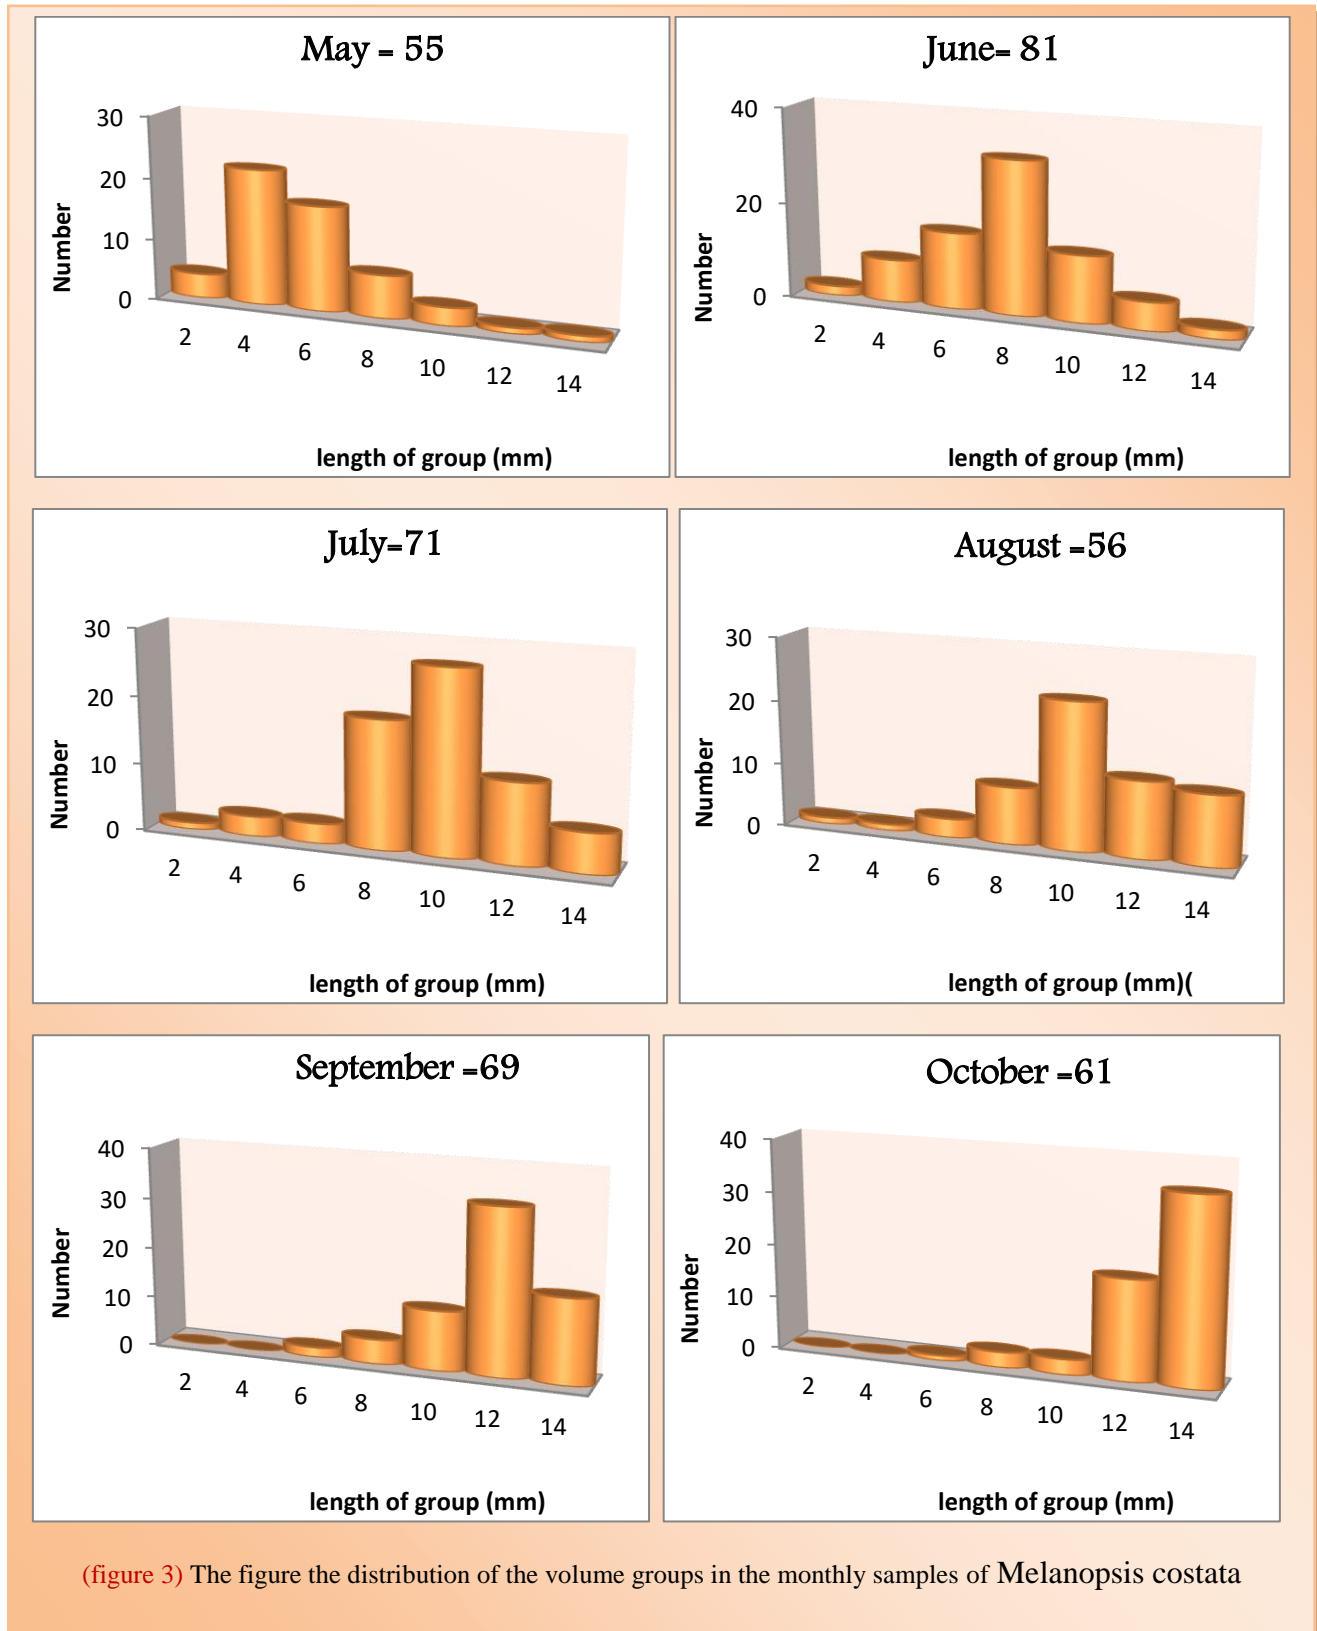 May = 55
30
20
10
0
Number
2 4 6 8 10 12 14
length of group (mm)
June= 81
40
20
0
Number
2 4 6 8 10 12 14
length of group (mm)
July=71
30
20
10
0
Number
2 4 6 8 10 12 14
length of group (mm)
August =56
30
20
10
0
Number
2 4 6 8 10 12 14
length of group (mm)(
September =69
40
30
20
10
0
Number
2 4 6 8 10 12 14
length of group (mm)
October =61
40
30
20
10
0
Number
2 4 6 8 10 12 14
length of group (mm)
(figure 3) The figure the distribution of the volume groups in the monthly samples of Melanopsis costata